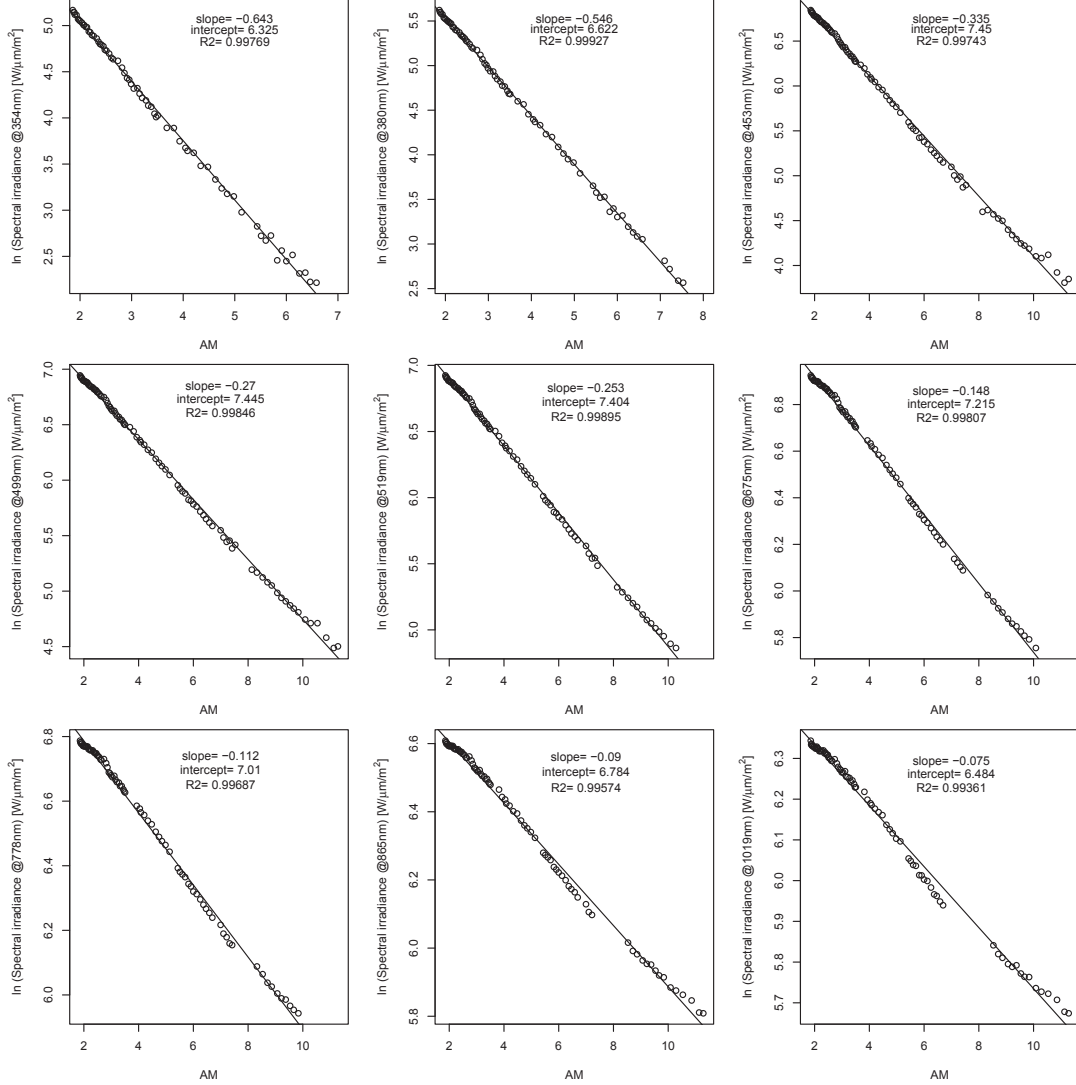 slope= −0.643
intercept= 6.325
R2= 0.99769
ln (Spectral irradiance @354nm) [W/μm/m²]
5.0
4.5
4.0
3.5
3.0
2.5
2 3 4 5 6 7
AM
slope= −0.546
intercept= 6.622
R2= 0.99927
ln (Spectral irradiance @380nm) [W/μm/m²]
5.5
5.0
4.5
4.0
3.5
3.0
2.5
2 3 4 5 6 7 8
AM
slope= −0.335
intercept= 7.45
R2= 0.99743
ln (Spectral irradiance @453nm) [W/μm/m²]
6.5
6.0
5.5
5.0
4.5
4.0
2 4 6 8 10
AM
slope= −0.27
intercept= 7.445
R2= 0.99846
ln (Spectral irradiance @499nm) [W/μm/m²]
7.0
6.5
6.0
5.5
5.0
4.5
2 4 6 8 10
AM
slope= −0.253
intercept= 7.404
R2= 0.99895
ln (Spectral irradiance @519nm) [W/μm/m²]
7.0
6.5
6.0
5.5
5.0
2 4 6 8 10
AM
slope= −0.148
intercept= 7.215
R2= 0.99807
ln (Spectral irradiance @675nm) [W/μm/m²]
6.8
6.6
6.4
6.2
6.0
5.8
2 4 6 8 10
AM
slope= −0.112
intercept= 7.01
R2= 0.99687
ln (Spectral irradiance @778nm) [W/μm/m²]
6.8
6.6
6.4
6.2
6.0
2 4 6 8 10
AM
slope= −0.09
intercept= 6.784
R2= 0.99574
ln (Spectral irradiance @865nm) [W/μm/m²]
6.6
6.4
6.2
6.0
5.8
2 4 6 8 10
AM
slope= −0.075
intercept= 6.484
R2= 0.99361
ln (Spectral irradiance @1019nm) [W/μm/m²]
6.3
6.2
6.1
6.0
5.9
5.8
5.7
2 4 6 8 10
AM